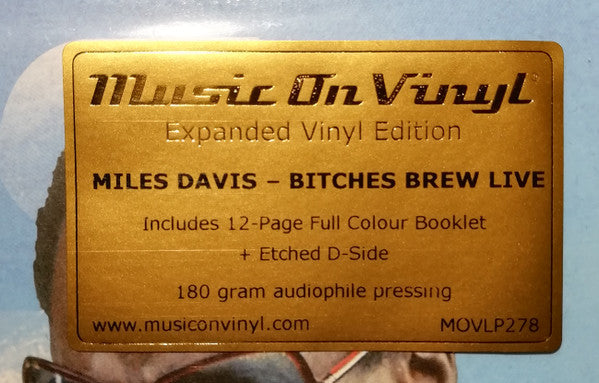 Music On Vinyl
Expanded Vinyl Edition
MILES DAVIS – BITCHES BREW LIVE
Includes 12-Page Full Colour Booklet
+ Etched D-Side
180 gram audiophile pressing
www.musiconvinyl.com MOVLP278